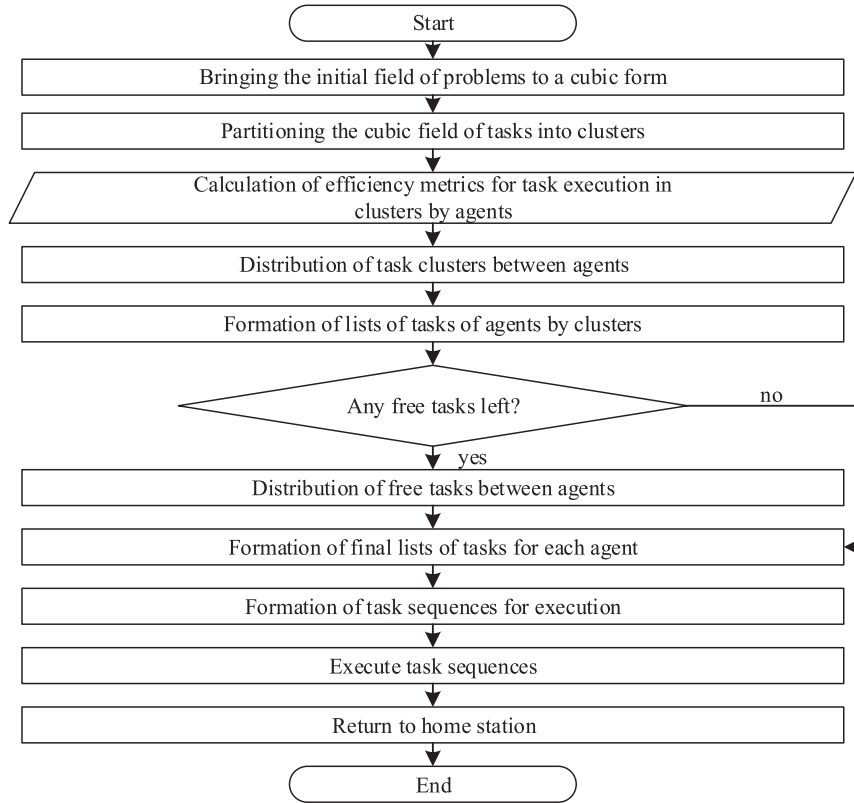 Start
Bringing the initial field of problems to a cubic form
Partitioning the cubic field of tasks into clusters
Calculation of efficiency metrics for task execution in
clusters by agents
Distribution of task clusters between agents
Formation of lists of tasks of agents by clusters
Any free tasks left?
no
yes
Distribution of free tasks between agents
Formation of final lists of tasks for each agent
Formation of task sequences for execution
Execute task sequences
Return to home station
End